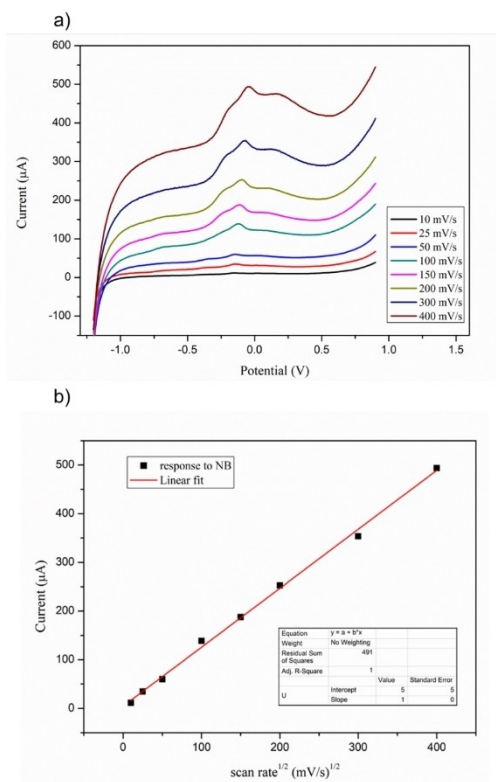 a)
600
500
400
300
200
100
0
-100
Current (μA)
10 mV/s
25 mV/s
50 mV/s
100 mV/s
150 mV/s
200 mV/s
300 mV/s
400 mV/s
-1.0 -0.5 0.0 0.5 1.0 1.5
Potential (V)
b)
500
400
300
200
100
0
Current (μA)
response to NB
Linear fit
Equation y = a + b*x
Weight No Weighting
Residual Sum of Squares 491
Adj. R-Square 1
Value Standard Error
U Intercept 5 5
Slope 1 0
0 100 200 300 400
scan rate^1/2 (mV/s)^1/2